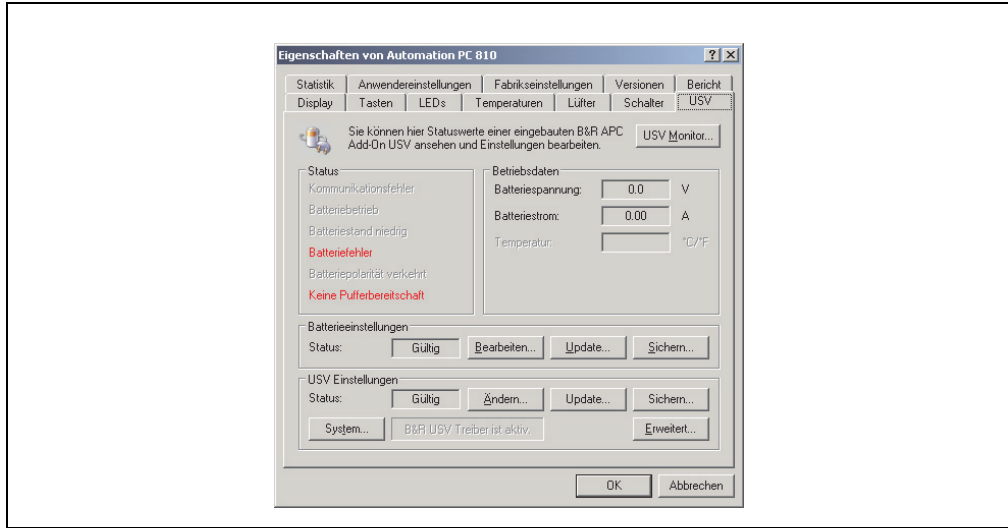 Eigenschaften von Automation PC 810
Statistik Anwendereinstellungen Fabrikseinstellungen Versionen Bericht
Display Tasten LEDs Temperaturen Lüfter Schalter USV
Sie können hier Statuswerte einer eingebauten B&R APC
Add-On USV ansehen und Einstellungen bearbeiten.
USV Monitor...
Status
Kommunikationsfehler
Batteriebetrieb
Batteriestand niedrig
Batteriefehler
Batteriepolarität verkehrt
Keine Pufferbereitschaft
Betriebsdaten
Batteriespannung: 0.0 V
Batteriestrom: 0.00 A
Temperatur: °C/°F
Batterieeinstellungen
Status: Gültig Bearbeiten... Update... Sichern...
USV Einstellungen
Status: Gültig Ändern... Update... Sichern...
System... B&R USV Treiber ist aktiv. Erweitert...
OK Abbrechen